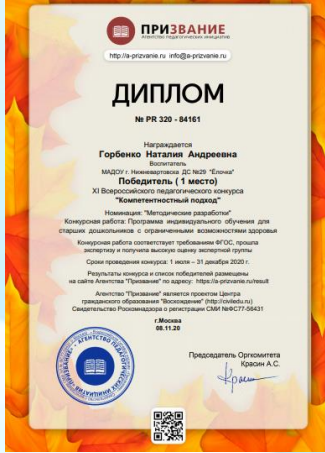 ПРИЗВАНИЕ
АГЕНТСТВО ПЕДАГОГИЧЕСКИХ ИНИЦИАТИВ
http://a-prizvanie.ru info@a-prizvanie.ru
ДИПЛОМ
№ PR 320 - 84161
Награждается
Горбенко Наталия Андреевна
Воспитатель
МАДОУ г. Нижневартовска ДС №29 "Ёлочка"
Победитель ( 1 место)
XI Всероссийского педагогического конкурса
"Компетентностный подход"
Номинация: "Методические разработки"
Конкурсная работа: Программа индивидуального обучения для
старших дошкольников с ограниченными возможностями здоровья
Конкурсная работа соответствует требованиям ФГОС, прошла
экспертизу и получила высокую оценку экспертной группы
Сроки проведения конкурса: 1 июля – 31 декабря 2020 г.
Результаты конкурса и список победителей размещены
на сайте Агентства "Призвание" по адресу: https://a-prizvanie.ru/result
Агентство "Призвание" является проектом Центра
гражданского образования "Восхождение" (http://civiledu.ru)
Свидетельство Роскомнадзора о регистрации СМИ №ФС77-56431
г.Москва
08.11.20
Председатель Оргкомитета
Красин А.С.
АГЕНТСТВО ПЕДАГОГИЧЕСКИХ ИНИЦИАТИВ «ПРИЗВАНИЕ»